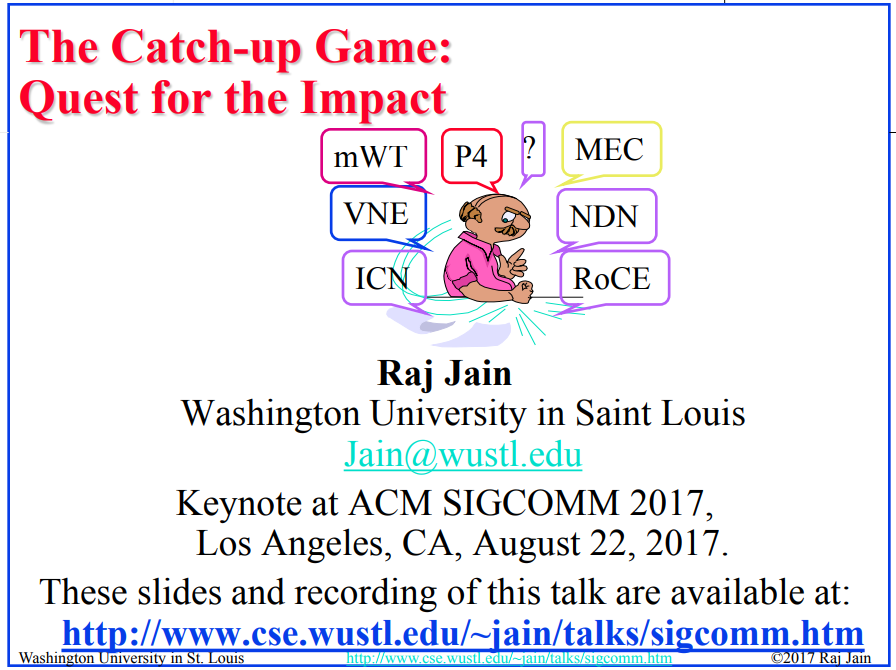 The Catch-up Game:
Quest for the Impact
mWT
P4
?
MEC
VNE
NDN
ICN
RoCE
Raj Jain
Washington University in Saint Louis
Jain@wustl.edu
Keynote at ACM SIGCOMM 2017,
Los Angeles, CA, August 22, 2017.
These slides and recording of this talk are available at:
http://www.cse.wustl.edu/~jain/talks/sigcomm.htm
Washington University in St. Louis
http://www.cse.wustl.edu/~jain/talks/sigcomm.htm
©2017 Raj Jain